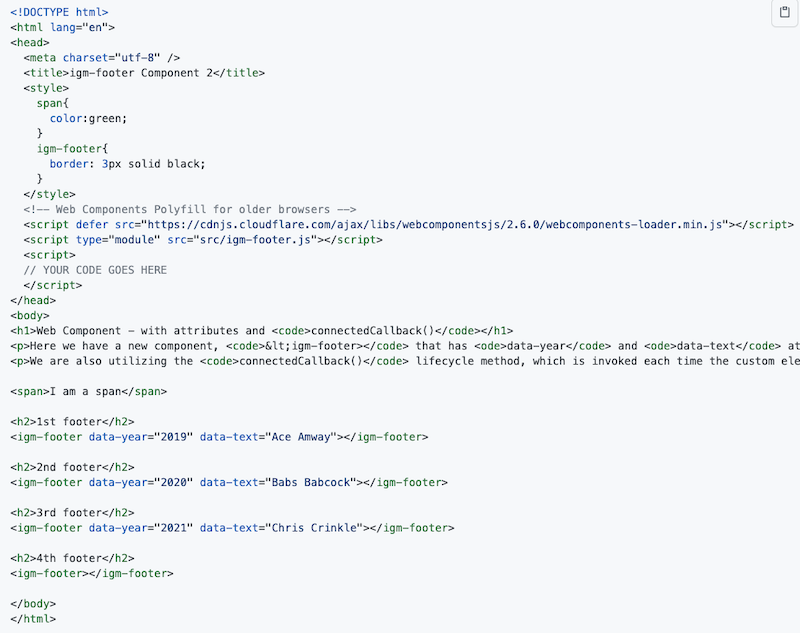 <!DOCTYPE html>
<html lang="en">
<head>
  <meta charset="utf-8" />
  <title>igm-footer Component 2</title>
  <style>
    span{
      color:green;
    }
    igm-footer{
      border: 3px solid black;
    }
  </style>
  <!-- Web Components Polyfill for older browsers -->
  <script defer src="https://cdnjs.cloudflare.com/ajax/libs/webcomponentsjs/2.6.0/webcomponents-loader.min.js"></script>
  <script type="module" src="src/igm-footer.js"></script>
  <script>
  // YOUR CODE GOES HERE
  </script>
</head>
<body>
<h1>Web Component - with attributes and <code>connectedCallback()</code></h1>
<p>Here we have a new component, <code>&lt;igm-footer></code> that has <ode>data-year</code> and <ode>data-text</code> at
<p>We are also utilizing the <code>connectedCallback()</code> lifecycle method, which is invoked each time the custom ele

<span>I am a span</span>

<h2>1st footer</h2>
<igm-footer data-year="2019" data-text="Ace Amway"></igm-footer>

<h2>2nd footer</h2>
<igm-footer data-year="2020" data-text="Babs Babcock"></igm-footer>

<h2>3rd footer</h2>
<igm-footer data-year="2021" data-text="Chris Crinkle"></igm-footer>

<h2>4th footer</h2>
<igm-footer></igm-footer>

</body>
</html>